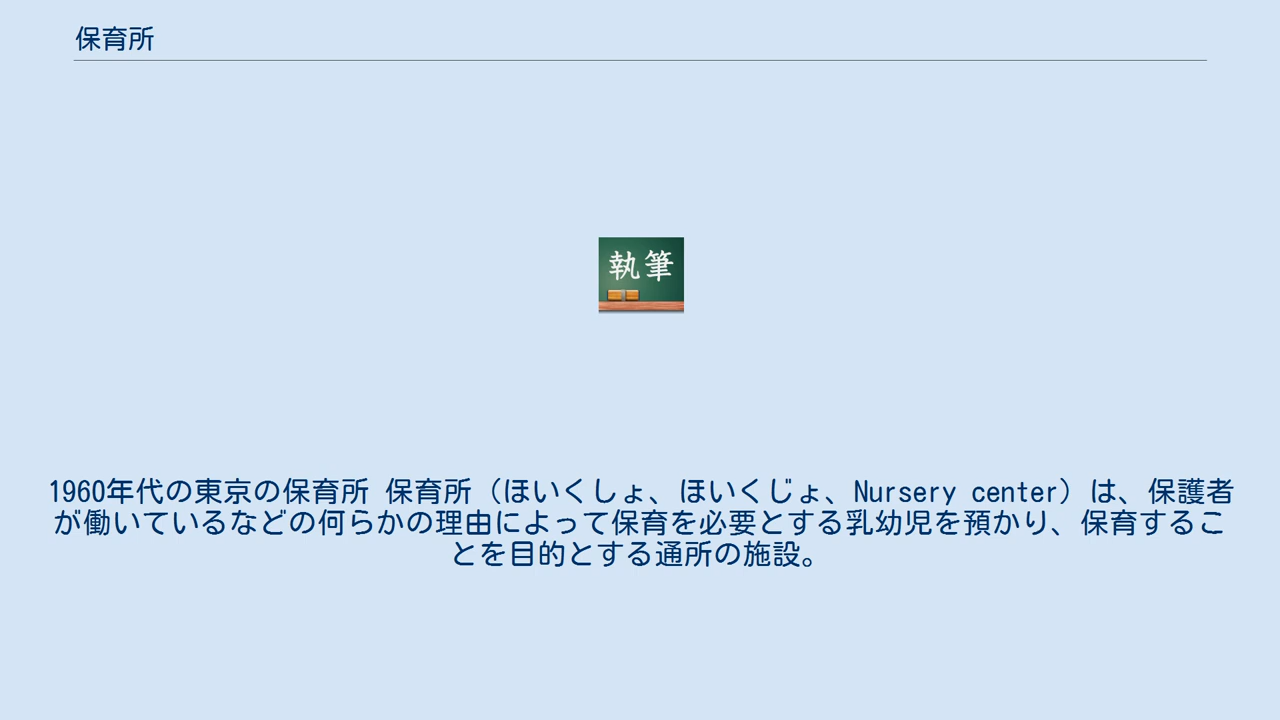 保育所
執筆
1960年代の東京の保育所 保育所（ほいくしょ、ほいくじょ、Nursery center）は、保護者
が働いているなどの何らかの理由によって保育を必要とする乳幼児を預かり、保育するこ
とを目的とする通所の施設。